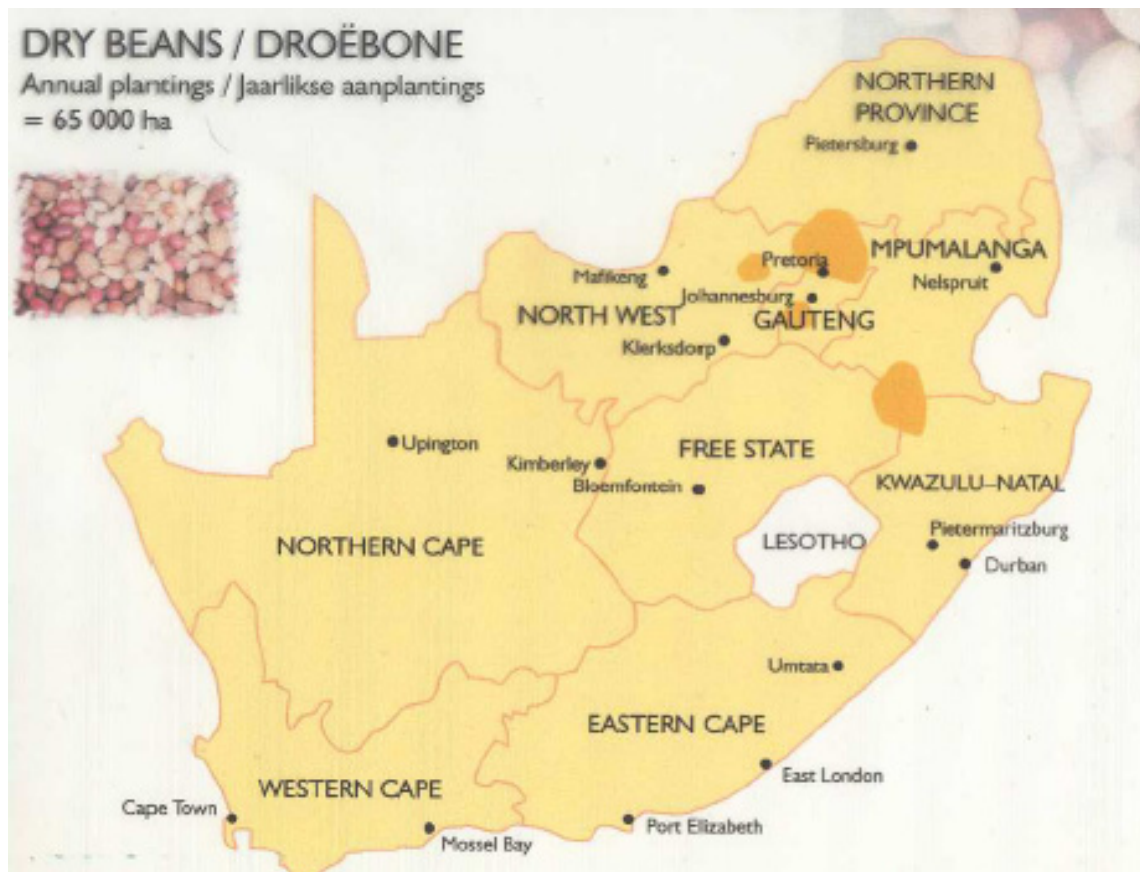 DRY BEANS / DROËBONE
Annual plantings / Jaarlikse aanplantings
= 65 000 ha
NORTHERN
PROVINCE
Pietersburg
MPUMALANGA
Pretoria
Nelspruit
Mafikeng
Johannesburg
NORTH WEST
GAUTENG
Klerksdorp
Upington
FREE STATE
Kimberley
Bloemfontein
KWAZULU–NATAL
Pietermaritzburg
LESOTHO
NORTHERN CAPE
Durban
Umtata
EASTERN CAPE
East London
WESTERN CAPE
Cape Town
Port Elizabeth
Mossel Bay